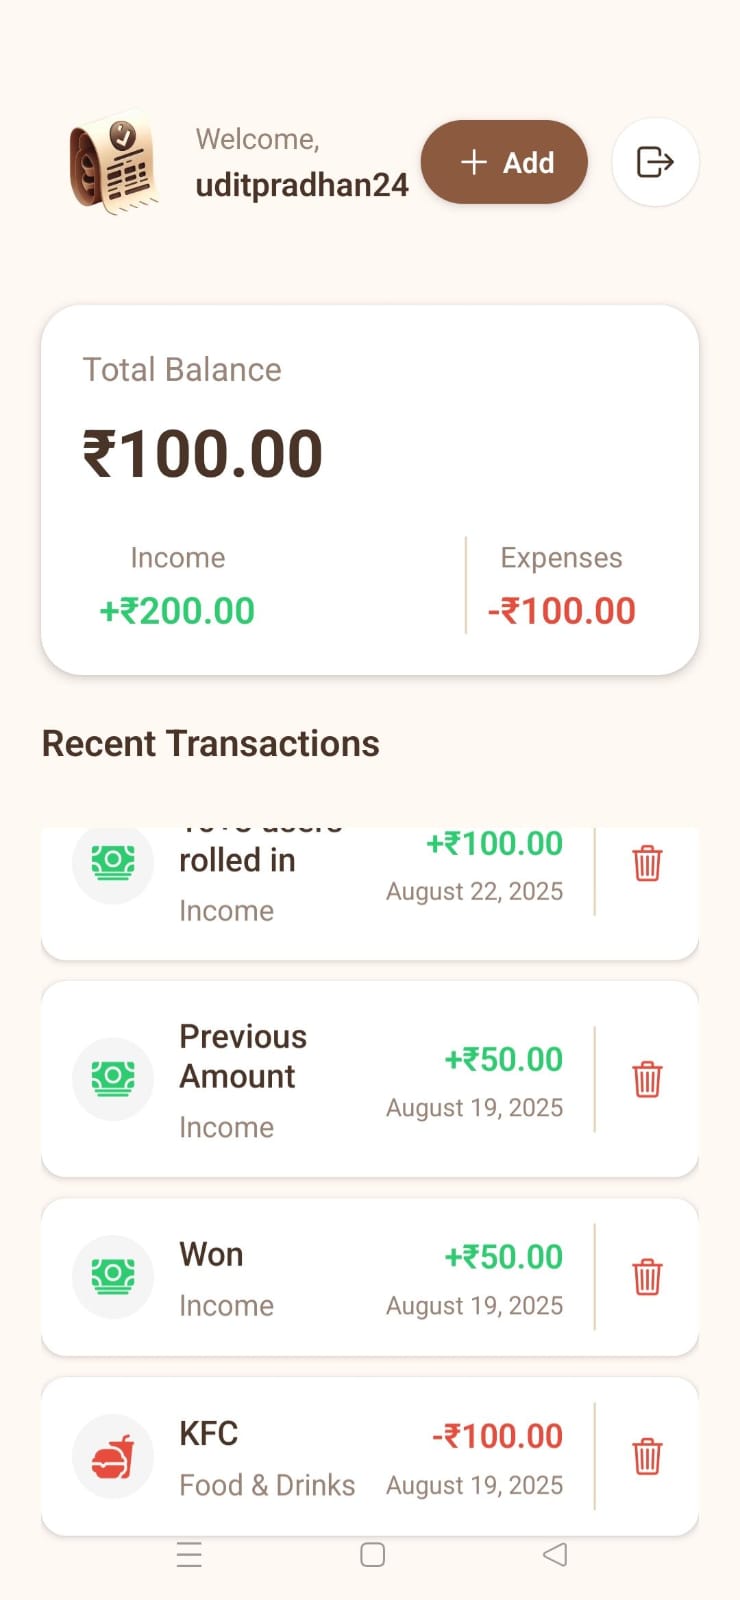 Welcome,
uditpradhan24
+ Add
Total Balance
₹100.00
Income
Expenses
+₹200.00
-₹100.00
Recent Transactions
users
rolled in
+₹100.00
August 22, 2025
Income
Previous
Amount
+₹50.00
August 19, 2025
Income
Won
+₹50.00
Income
August 19, 2025
KFC
-₹100.00
Food & Drinks
August 19, 2025